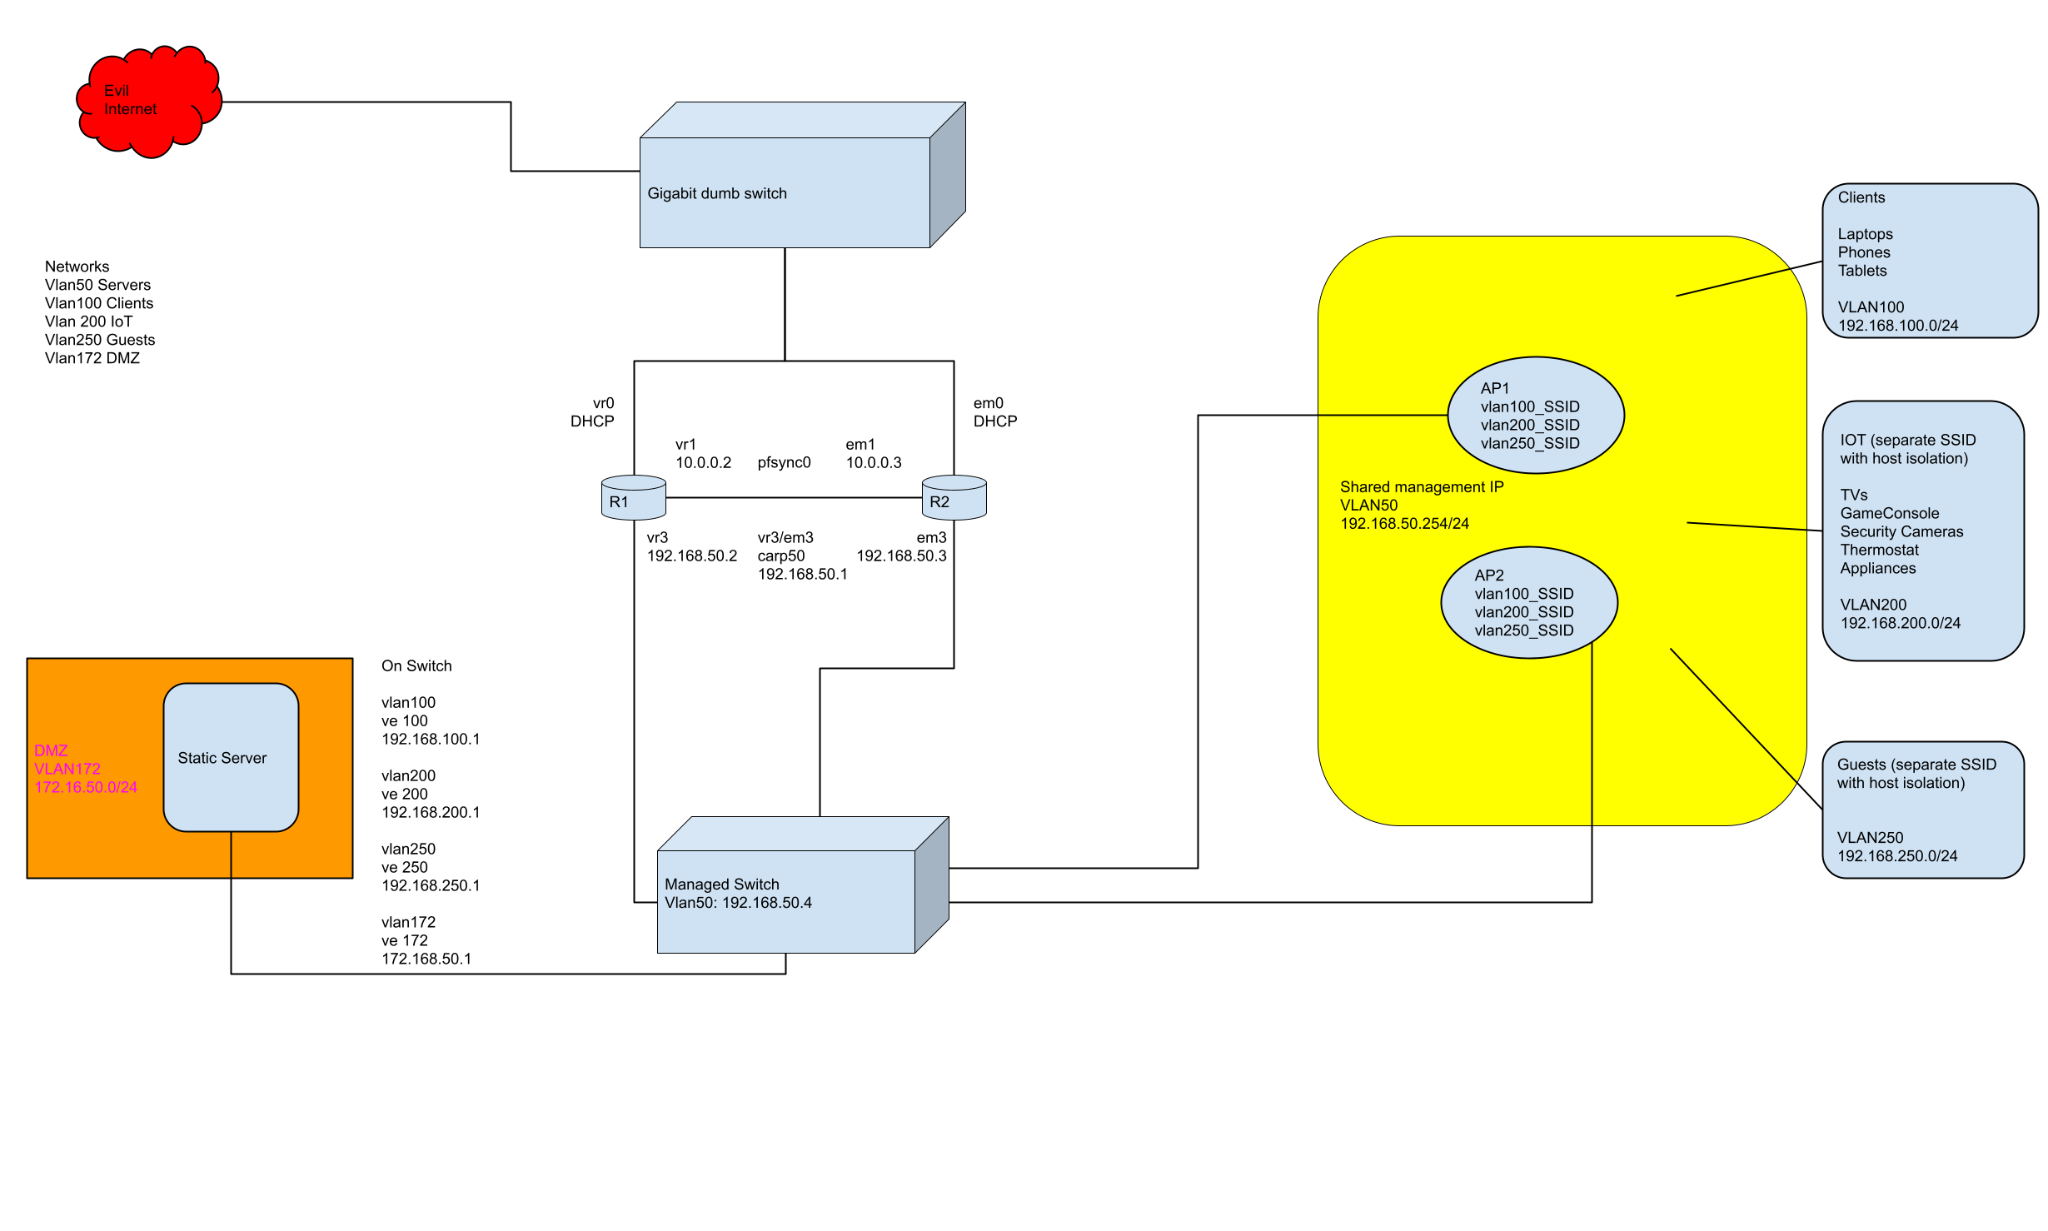 Evil
Internet
Gigabit dumb switch
Networks
Vlan50 Servers
Vlan100 Clients
Vlan 200 IoT
Vlan250 Guests
Vlan172 DMZ
vr0
DHCP
em0
DHCP
vr1
10.0.0.2
pfsync0
em1
10.0.0.3
R1
R2
vr3
192.168.50.2
vr3/em3
carp50
192.168.50.1
em3
192.168.50.3
DMZ
VLAN172
172.16.50.0/24
Static Server
On Switch
vlan100
ve 100
192.168.100.1
vlan200
ve 200
192.168.200.1
vlan250
ve 250
192.168.250.1
vlan172
ve 172
172.168.50.1
Managed Switch
Vlan50: 192.168.50.4
AP1
vlan100_SSID
vlan200_SSID
vlan250_SSID
Shared management IP
VLAN50
192.168.50.254/24
AP2
vlan100_SSID
vlan200_SSID
vlan250_SSID
Clients
Laptops
Phones
Tablets
VLAN100
192.168.100.0/24
IOT (separate SSID
with host isolation)
TVs
GameConsole
Security Cameras
Thermostat
Appliances
VLAN200
192.168.200.0/24
Guests (separate SSID
with host isolation)
VLAN250
192.168.250.0/24